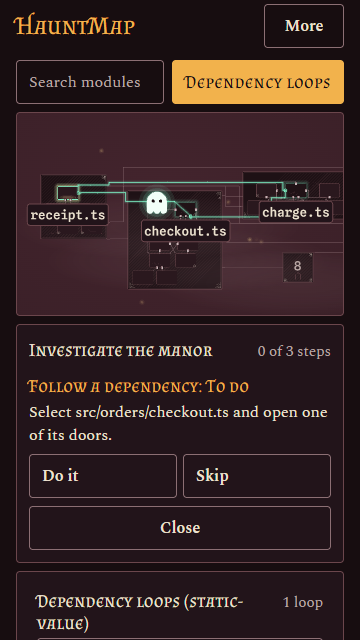 HauntMap
More
Search modules
Dependency loops
receipt.ts
charge.ts
checkout.ts
8
Investigate the manor
0 of 3 steps
Follow a dependency: To do
Select src/orders/checkout.ts and open one
of its doors.
Do it
Skip
Close
Dependency loops (static-
value)
1 loop